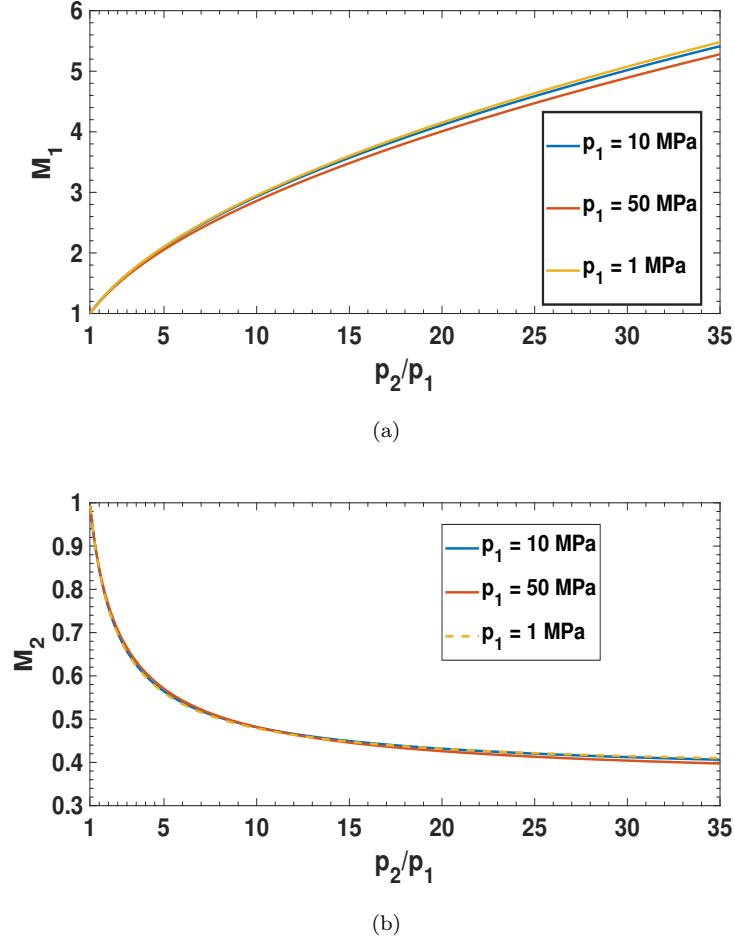 6
5
4
3
2
1
M1
p1 = 10 MPa
p1 = 50 MPa
p1 = 1 MPa
1 5 10 15 20 25 30 35
p2/p1
(a)
1
0.9
0.8
0.7
0.6
0.5
0.4
0.3
M2
p1 = 10 MPa
p1 = 50 MPa
p1 = 1 MPa
1 5 10 15 20 25 30 35
p2/p1
(b)